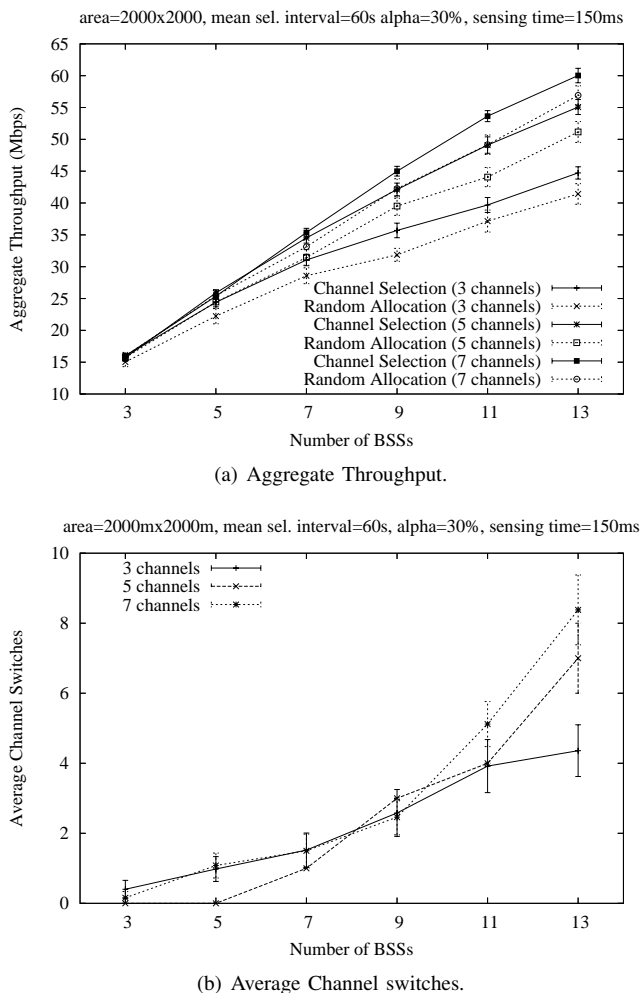 area=2000x2000, mean sel. interval=60s alpha=30%, sensing time=150ms
65
60
55
50
45
40
35
30
25
20
15
10
Aggregate Throughput (Mbps)
Channel Selection (3 channels)
Random Allocation (3 channels)
Channel Selection (5 channels)
Random Allocation (5 channels)
Channel Selection (7 channels)
Random Allocation (7 channels)
3 5 7 9 11 13
Number of BSSs
(a) Aggregate Throughput.
area=2000mx2000m, mean sel. interval=60s, alpha=30%, sensing time=150ms
10
8
6
4
2
0
Average Channel Switches
3 channels
5 channels
7 channels
3 5 7 9 11 13
Number of BSSs
(b) Average Channel switches.